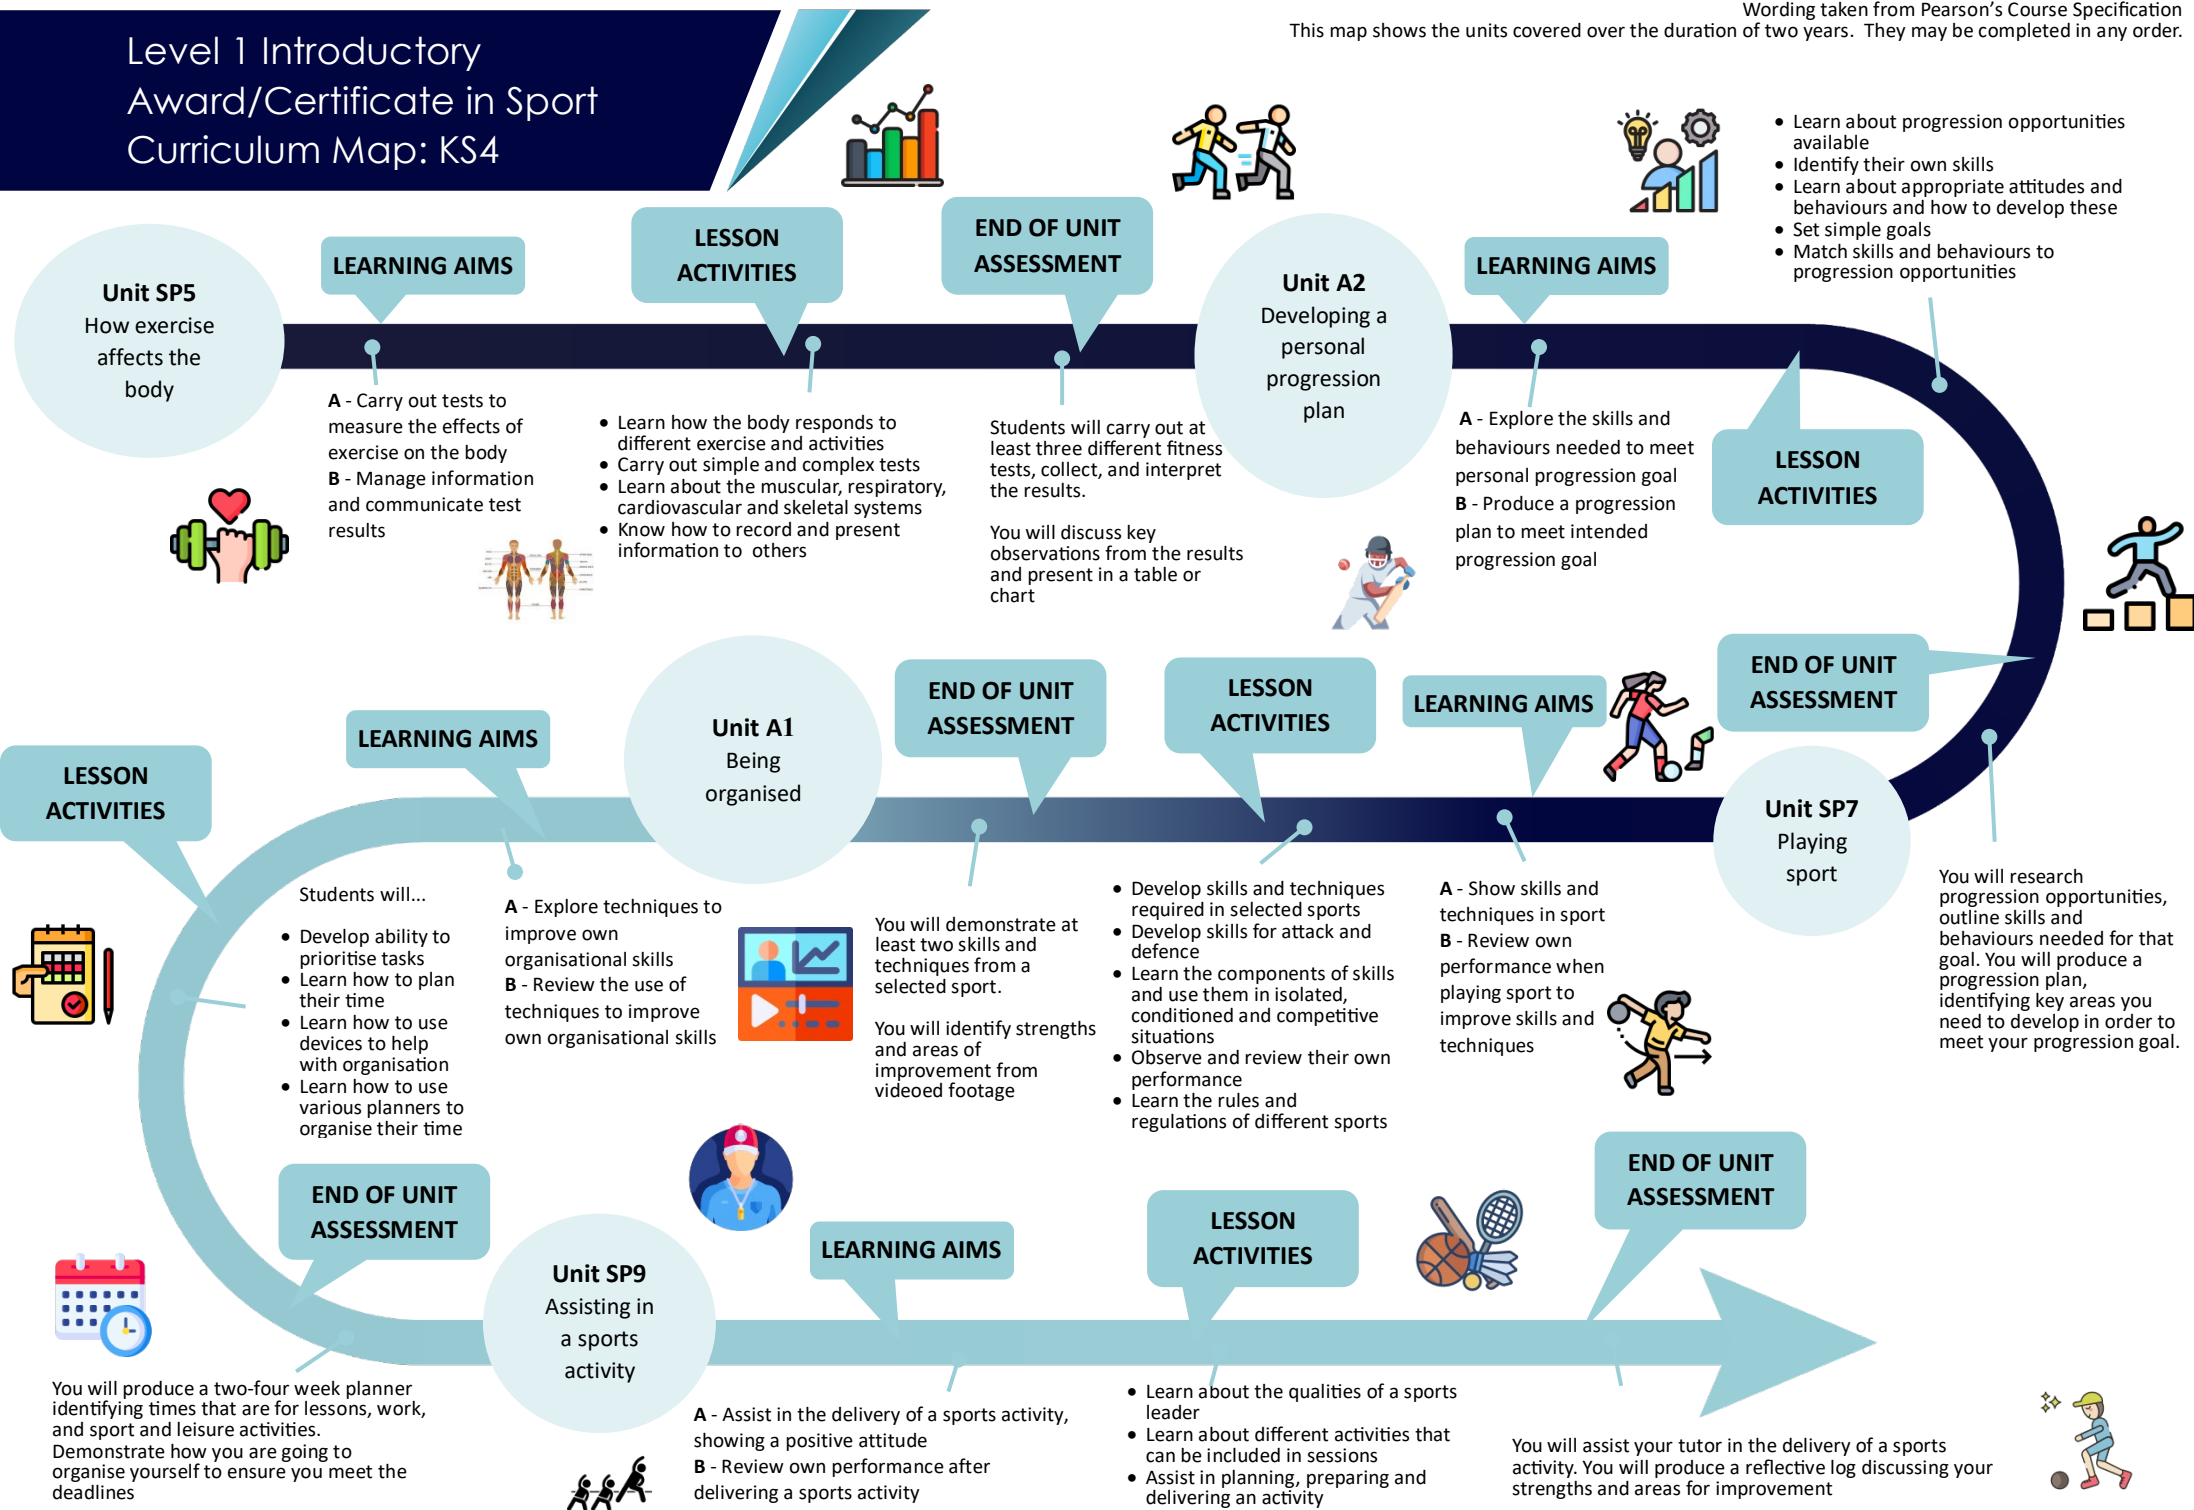 Wording taken from Pearson's Course Specification
This map shows the units covered over the duration of two years.  They may be completed in any order.
Level 1 Introductory
Award/Certificate in Sport
Curriculum Map: KS4
Unit SP5
How exercise
affects the
body
LEARNING AIMS
A - Carry out tests to
measure the effects of
exercise on the body
B - Manage information
and communicate test
results
LESSON
ACTIVITIES
• Learn how the body responds to
different exercise and activities
• Carry out simple and complex tests
• Learn about the muscular, respiratory,
cardiovascular and skeletal systems
• Know how to record and present
information to  others
END OF UNIT
ASSESSMENT
Students will carry out at
least three different fitness
tests, collect, and interpret
the results.
You will discuss key
observations from the results
and present in a table or
chart
Unit A2
Developing a
personal
progression
plan
LEARNING AIMS
A - Explore the skills and
behaviours needed to meet
personal progression goal
B - Produce a progression
plan to meet intended
progression goal
LESSON
ACTIVITIES
• Learn about progression opportunities
available
• Identify their own skills
• Learn about appropriate attitudes and
behaviours and how to develop these
• Set simple goals
• Match skills and behaviours to
progression opportunities
END OF UNIT
ASSESSMENT
You will research
progression opportunities,
outline skills and
behaviours needed for that
goal. You will produce a
progression plan,
identifying key areas you
need to develop in order to
meet your progression goal.
Unit SP7
Playing
sport
LEARNING AIMS
A - Show skills and
techniques in sport
B - Review own
performance when
playing sport to
improve skills and
techniques
LESSON
ACTIVITIES
• Develop skills and techniques
required in selected sports
• Develop skills for attack and
defence
• Learn the components of skills
and use them in isolated,
conditioned and competitive
situations
• Observe and review their own
performance
• Learn the rules and
regulations of different sports
END OF UNIT
ASSESSMENT
You will demonstrate at
least two skills and
techniques from a
selected sport.
You will identify strengths
and areas of
improvement from
videoed footage
Unit A1
Being
organised
LEARNING AIMS
A - Explore techniques to
improve own
organisational skills
B - Review the use of
techniques to improve
own organisational skills
LESSON
ACTIVITIES
Students will...
• Develop ability to
prioritise tasks
• Learn how to plan
their time
• Learn how to use
devices to help
with organisation
• Learn how to use
various planners to
organise their time
END OF UNIT
ASSESSMENT
You will produce a two-four week planner
identifying times that are for lessons, work,
and sport and leisure activities.
Demonstrate how you are going to
organise yourself to ensure you meet the
deadlines
Unit SP9
Assisting in
a sports
activity
LEARNING AIMS
A - Assist in the delivery of a sports activity,
showing a positive attitude
B - Review own performance after
delivering a sports activity
LESSON
ACTIVITIES
• Learn about the qualities of a sports
leader
• Learn about different activities that
can be included in sessions
• Assist in planning, preparing and
delivering an activity
END OF UNIT
ASSESSMENT
You will assist your tutor in the delivery of a sports
activity. You will produce a reflective log discussing your
strengths and areas for improvement